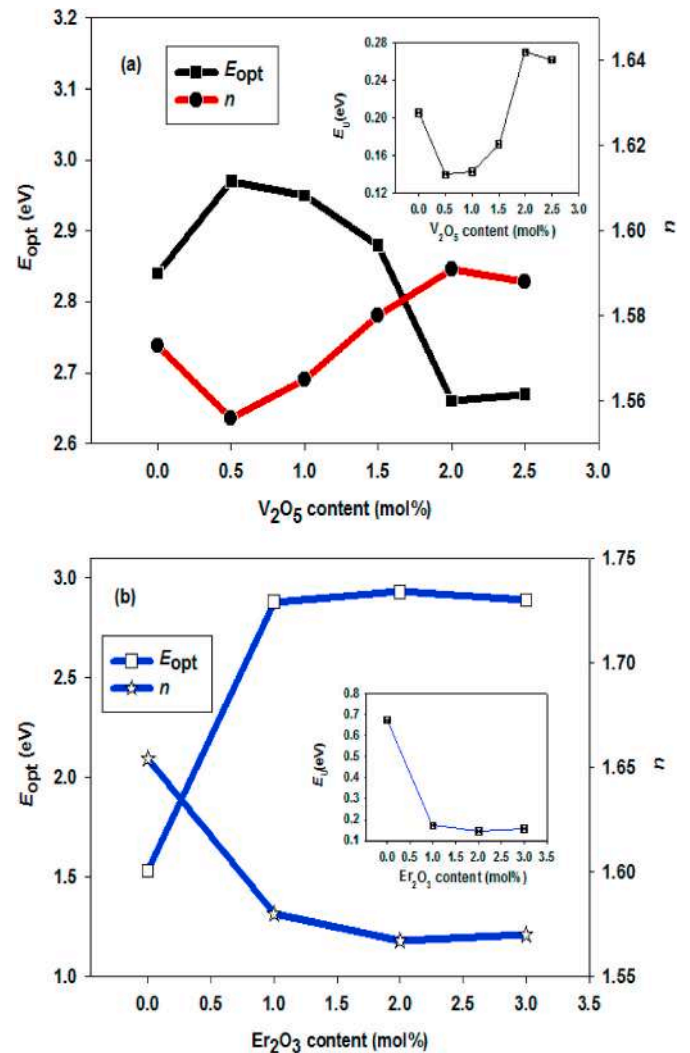 (a)
E opt
n
3.2
3.1
3.0
2.9
2.8
2.7
2.6
E opt (eV)
1.64
1.62
1.60
1.58
1.56
n
0.28
0.24
0.20
0.16
0.12
E U (eV)
0.0 0.5 1.0 1.5 2.0 2.5 3.0
V2O5 content (mol%)
0.0 0.5 1.0 1.5 2.0 2.5 3.0
V2O5 content (mol%)
(b)
E opt
n
3.0
2.5
2.0
1.5
1.0
E opt (eV)
1.75
1.70
1.65
1.60
1.55
n
0.8
0.7
0.6
0.5
0.4
0.3
0.2
0.1
E U (eV)
0.0 0.5 1.0 1.5 2.0 2.5 3.0 3.5
Er2O3 content (mol%)
0.0 0.5 1.0 1.5 2.0 2.5 3.0 3.5
Er2O3 content (mol%)